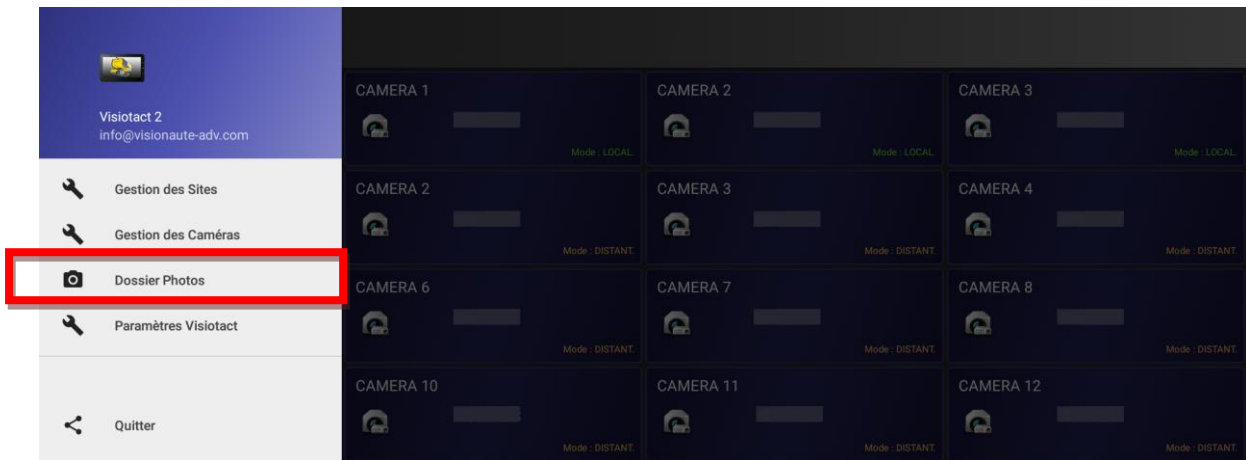 Visiotact 2
info@visionaute-adv.com
Gestion des Sites
Gestion des Caméras
Dossier Photos
Paramètres Visiotact
Quitter
CAMERA 1
Mode : LOCAL.
CAMERA 2
Mode : LOCAL.
CAMERA 3
Mode : LOCAL.
CAMERA 2
Mode : DISTANT.
CAMERA 3
Mode : DISTANT.
CAMERA 4
Mode : DISTANT.
CAMERA 6
Mode : DISTANT.
CAMERA 7
Mode : DISTANT.
CAMERA 8
Mode : DISTANT.
CAMERA 10
Mode : DISTANT.
CAMERA 11
Mode : DISTANT.
CAMERA 12
Mode : DISTANT.